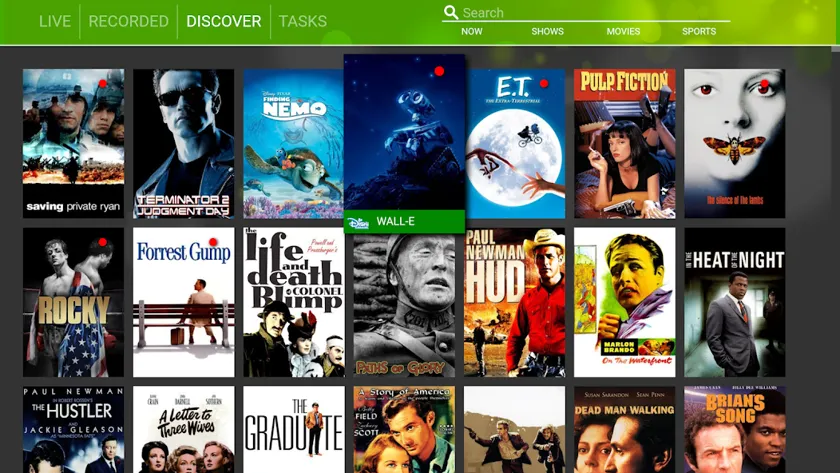 LIVE
RECORDED
DISCOVER
TASKS
Search
NOW
SHOWS
MOVIES
SPORTS
saving private ryan
TERMINATOR 2
JUDGMENT DAY
DISNEY PIXAR
FINDING
NEMO
WALL-E
E.T.
THE EXTRA-TERRESTRIAL
PULP FICTION
the silence of the lambs
ROCKY
Forrest Gump
the
life
and
death
of
COLONEL
Blimp
PATHS OF GLORY
PAUL
NEWMAN
HUD
MARLON
BRANDO
On The Waterfront
IN THE HEAT OF THE NIGHT
PAUL NEWMAN
THE HUSTLER
JACKIE GLEASON
A Letter to
Three Wives
THE
GRADUATE
A Story of America
FIELD
SCOTT
SUSAN SARANDON SEAN PENN
DEAD MAN WALKING
BRIAN'S
SONG